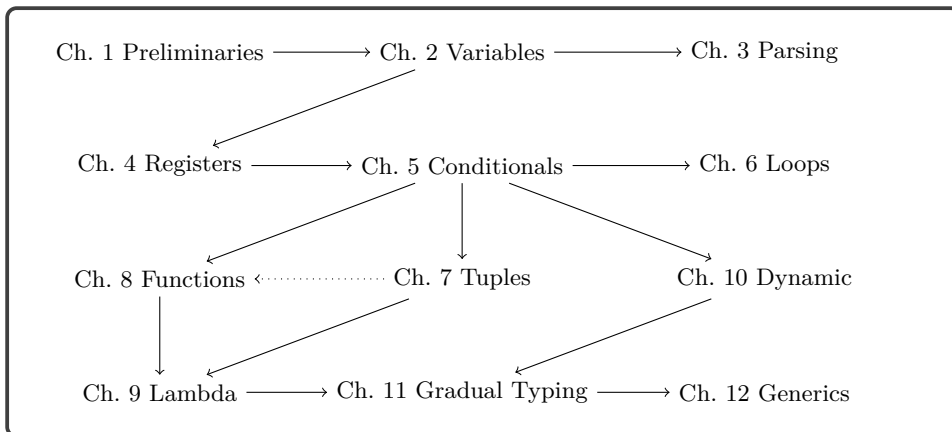 Ch. 1 Preliminaries
Ch. 2 Variables
Ch. 3 Parsing
Ch. 4 Registers
Ch. 5 Conditionals
Ch. 6 Loops
Ch. 8 Functions
Ch. 7 Tuples
Ch. 10 Dynamic
Ch. 9 Lambda
Ch. 11 Gradual Typing
Ch. 12 Generics